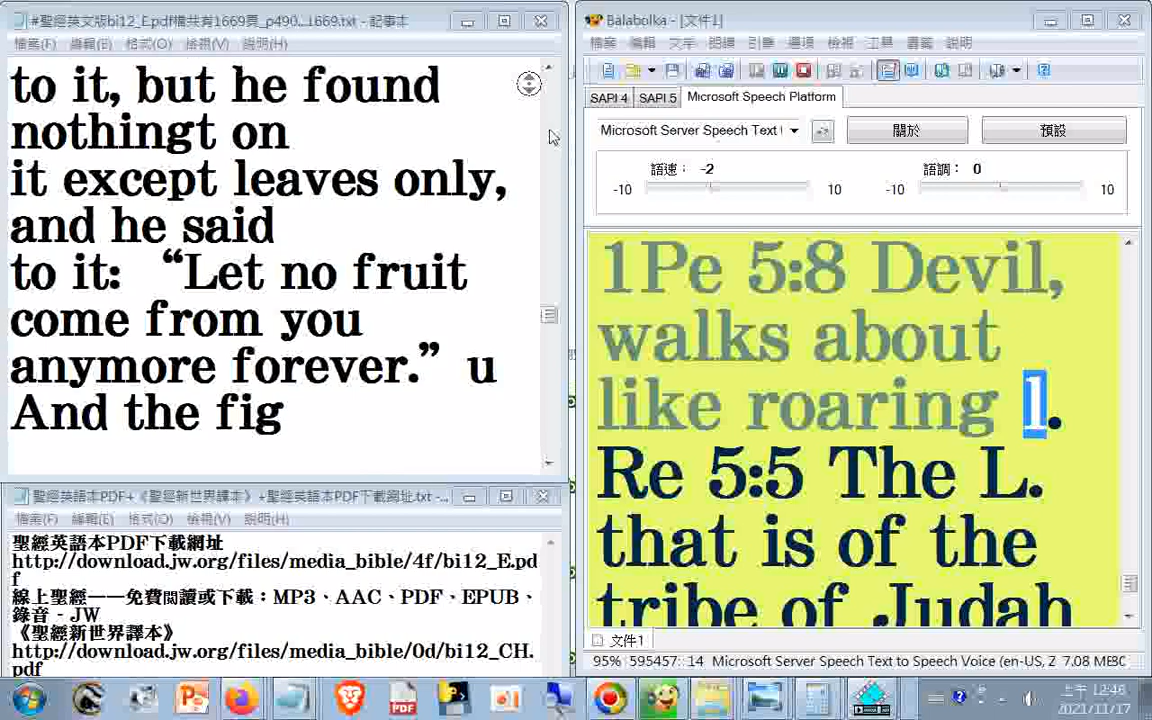 #聖經英文版bi12_E.pdf檔共有1669頁_p490...1669.txt - 記事本
檔案(F) 編輯(E) 格式(O) 檢視(V) 說明(H)
to it, but he found
nothingt on
it except leaves only,
and he said
to it: “Let no fruit
come from you
anymore forever.” u
And the fig
聖經英語本PDF+《聖經新世界譯本》+聖經英語本PDF下載網址.txt -...
檔案(F) 編輯(E) 格式(O) 檢視(V) 說明(H)
聖經英語本PDF下載網址
http://download.jw.org/files/media_bible/4f/bi12_E.pd
f
線上聖經——免費閱讀或下載：MP3、AAC、PDF、EPUB、
錄音 - JW
《聖經新世界譯本》
http://download.jw.org/files/media_bible/0d/bi12_CH.
pdf
Balabolka - [文件1]
檔案 編輯 文字 朗讀 引擎 選項 檢視 工具 書籤 說明
SAPI 4 SAPI 5 Microsoft Speech Platform
Microsoft Server Speech Text 關於 預設
語速： -2 語調： 0
-10 10 -10 10
1Pe 5:8 Devil,
walks about
like roaring l.
Re 5:5 The L.
that is of the
tribe of Judah
文件1
95% 595457: 14 Microsoft Server Speech Text to Speech Voice (en-US, Z 7.08 MB
PDF
上午 12:46
2021/11/17